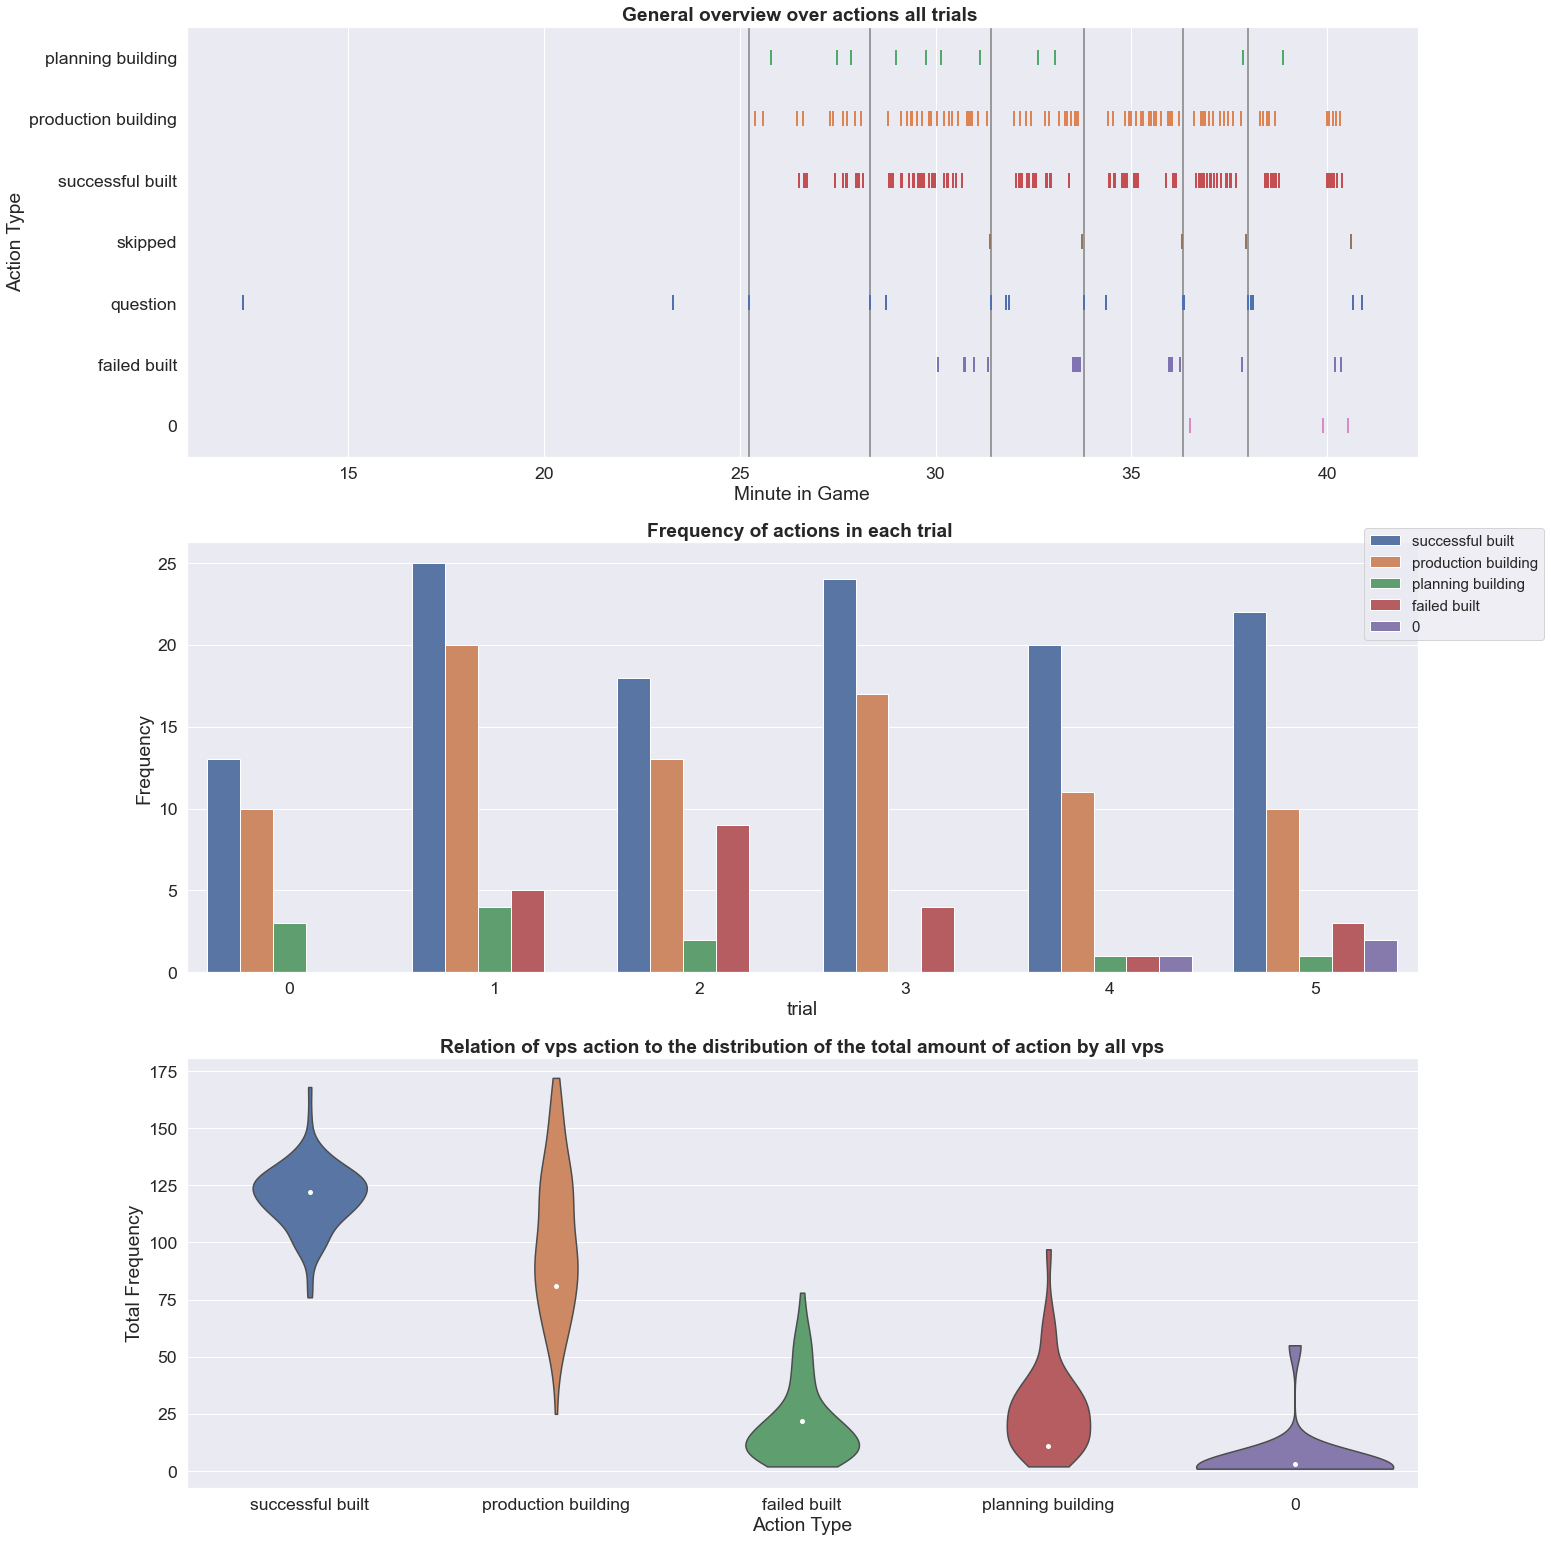 General overview over actions all trials
planning building
production building
successful built
skipped
question
failed built
0
Action Type
15 20 25 30 35 40
Minute in Game
Frequency of actions in each trial
successful built
production building
planning building
failed built
0
25
20
15
10
5
0
Frequency
0 1 2 3 4 5
trial
Relation of vps action to the distribution of the total amount of action by all vps
175
150
125
100
75
50
25
0
Total Frequency
successful built production building failed built planning building 0
Action Type